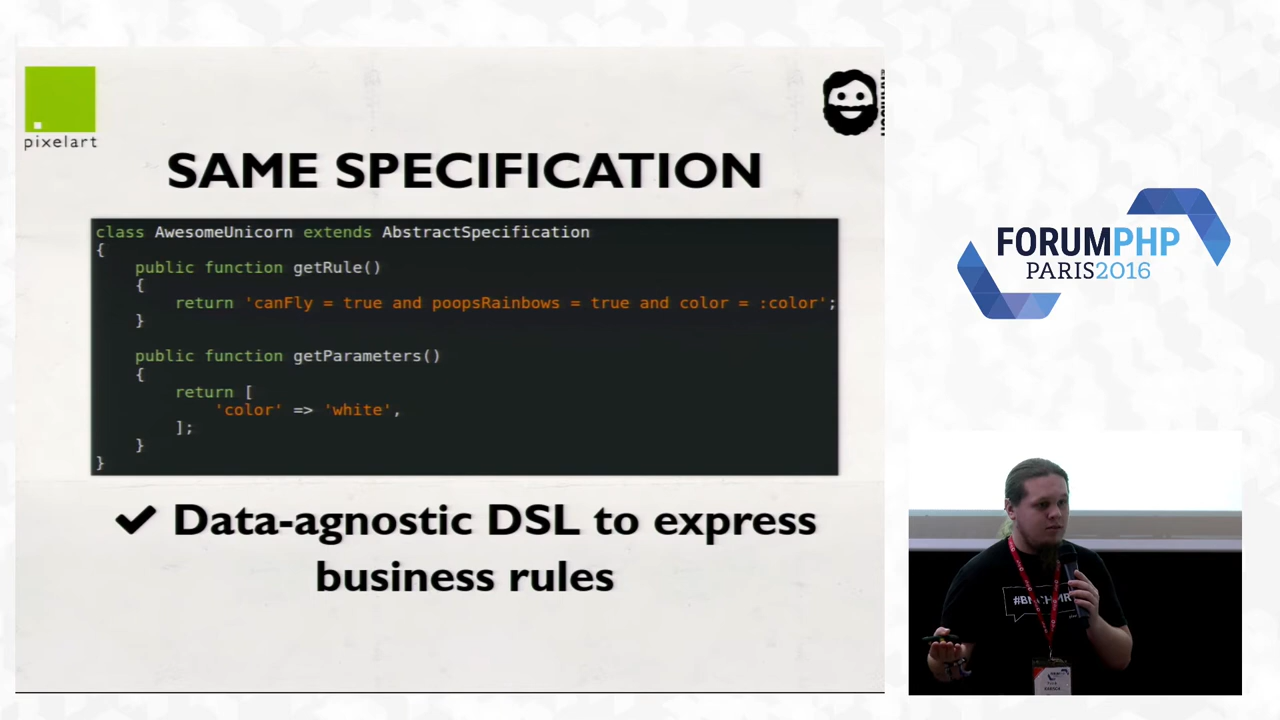 pixelart
SAME SPECIFICATION
class AwesomeUnicorn extends AbstractSpecification
{
    public function getRule()
    {
        return 'canFly = true and poopsRainbows = true and color = :color';
    }

    public function getParameters()
    {
        return [
            'color' => 'white',
        ];
    }
}
✔ Data-agnostic DSL to express
business rules
FORUMPHP
PARIS2016